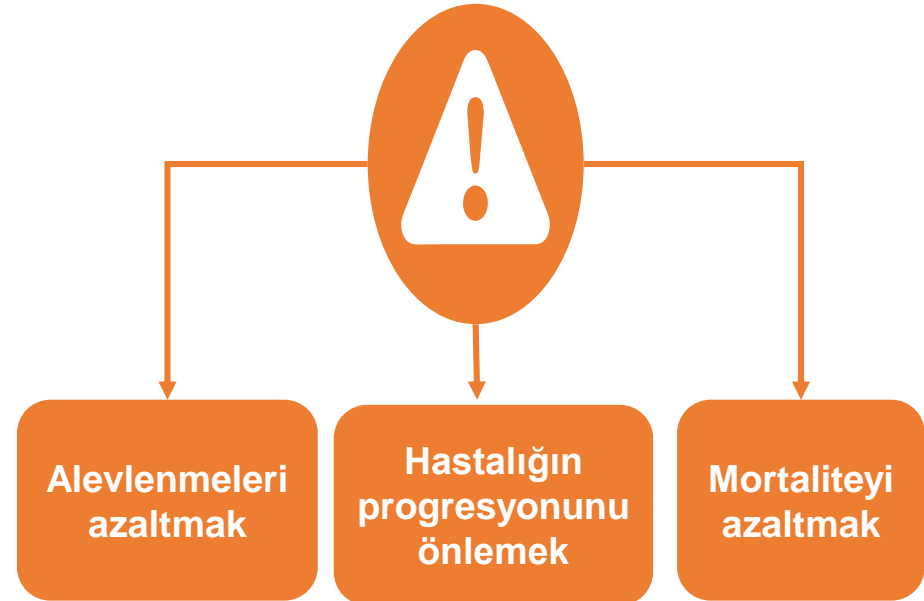 Alevlenmeleri
azaltmak
Hastalığın
progresyonunu
önlemek
Mortaliteyi
azaltmak